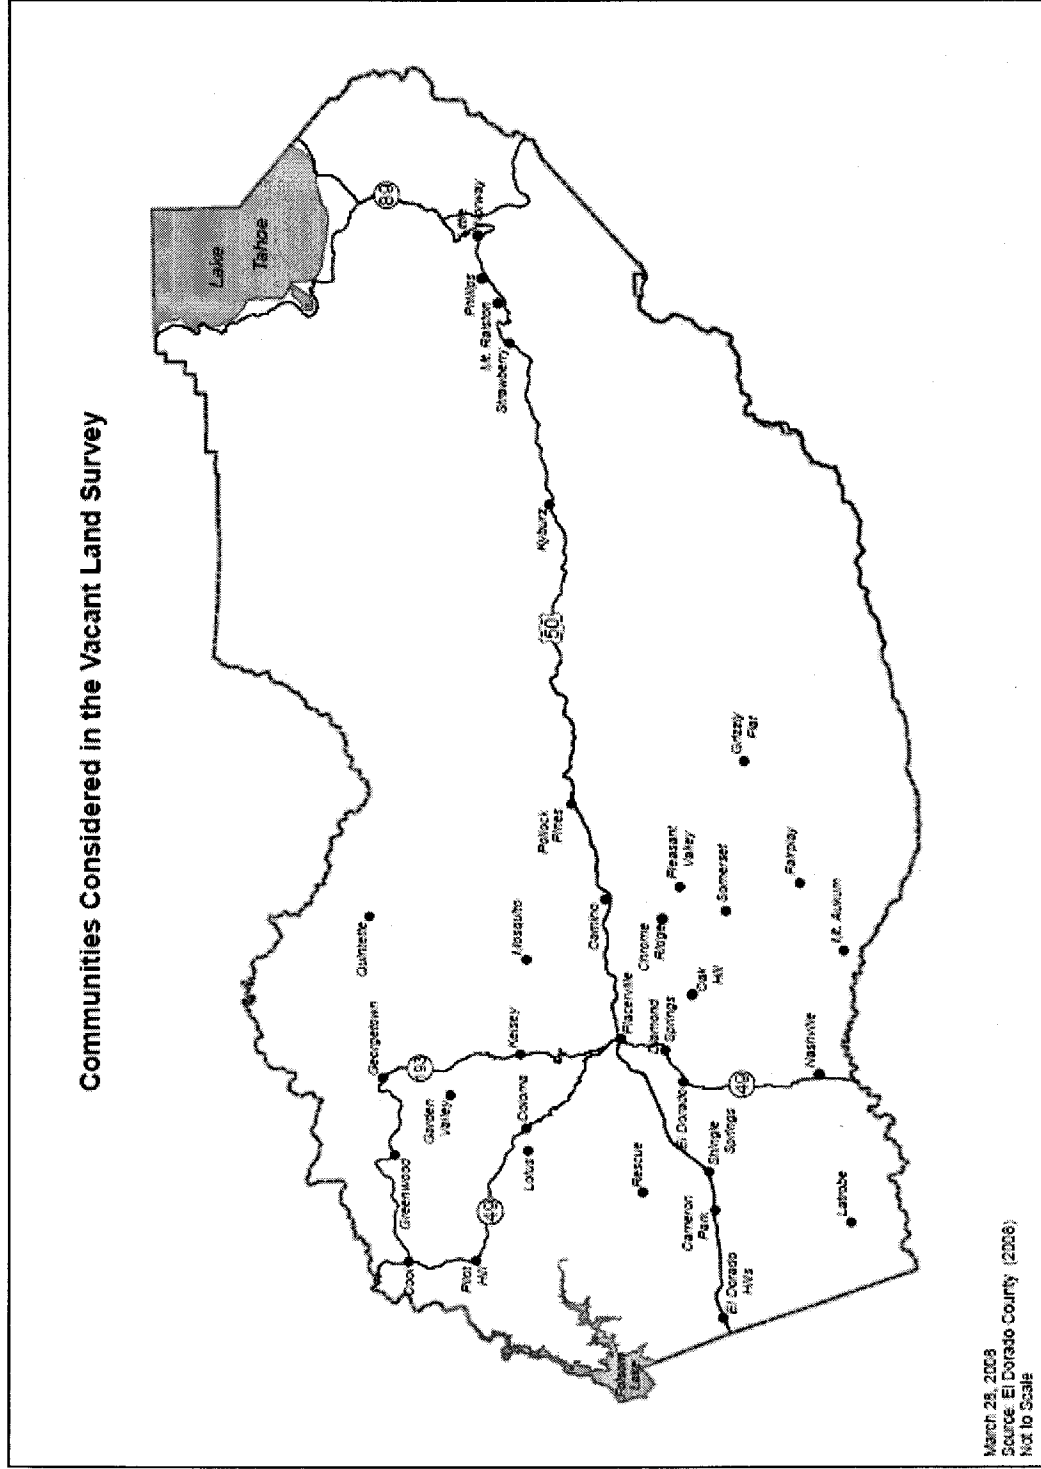 Communities Considered in the Vacant Land Survey
Lake
Tahoe
89
Norway
Phillips
Mt. Ralston
Strawberry
Kyburz
50
Pollock
Pines
Camino
Placerville
Quintette
Mosquito
Georgetown
193
Kelsey
Garden
Valley
Coloma
Lotus
Greenwood
49
Cool
Pilot
Hill
Folsom
Lake
Grizzly
Flat
Pleasant
Valley
Somerset
Fairplay
Mt. Aukum
Chrome
Ridge
Oak
Hill
Diamond
Springs
El Dorado
49
Nashville
Shingle
Springs
Rescue
Cameron
Park
El Dorado
Hills
Latrobe
March 25, 2008
Source: El Dorado County (2008)
Not to Scale